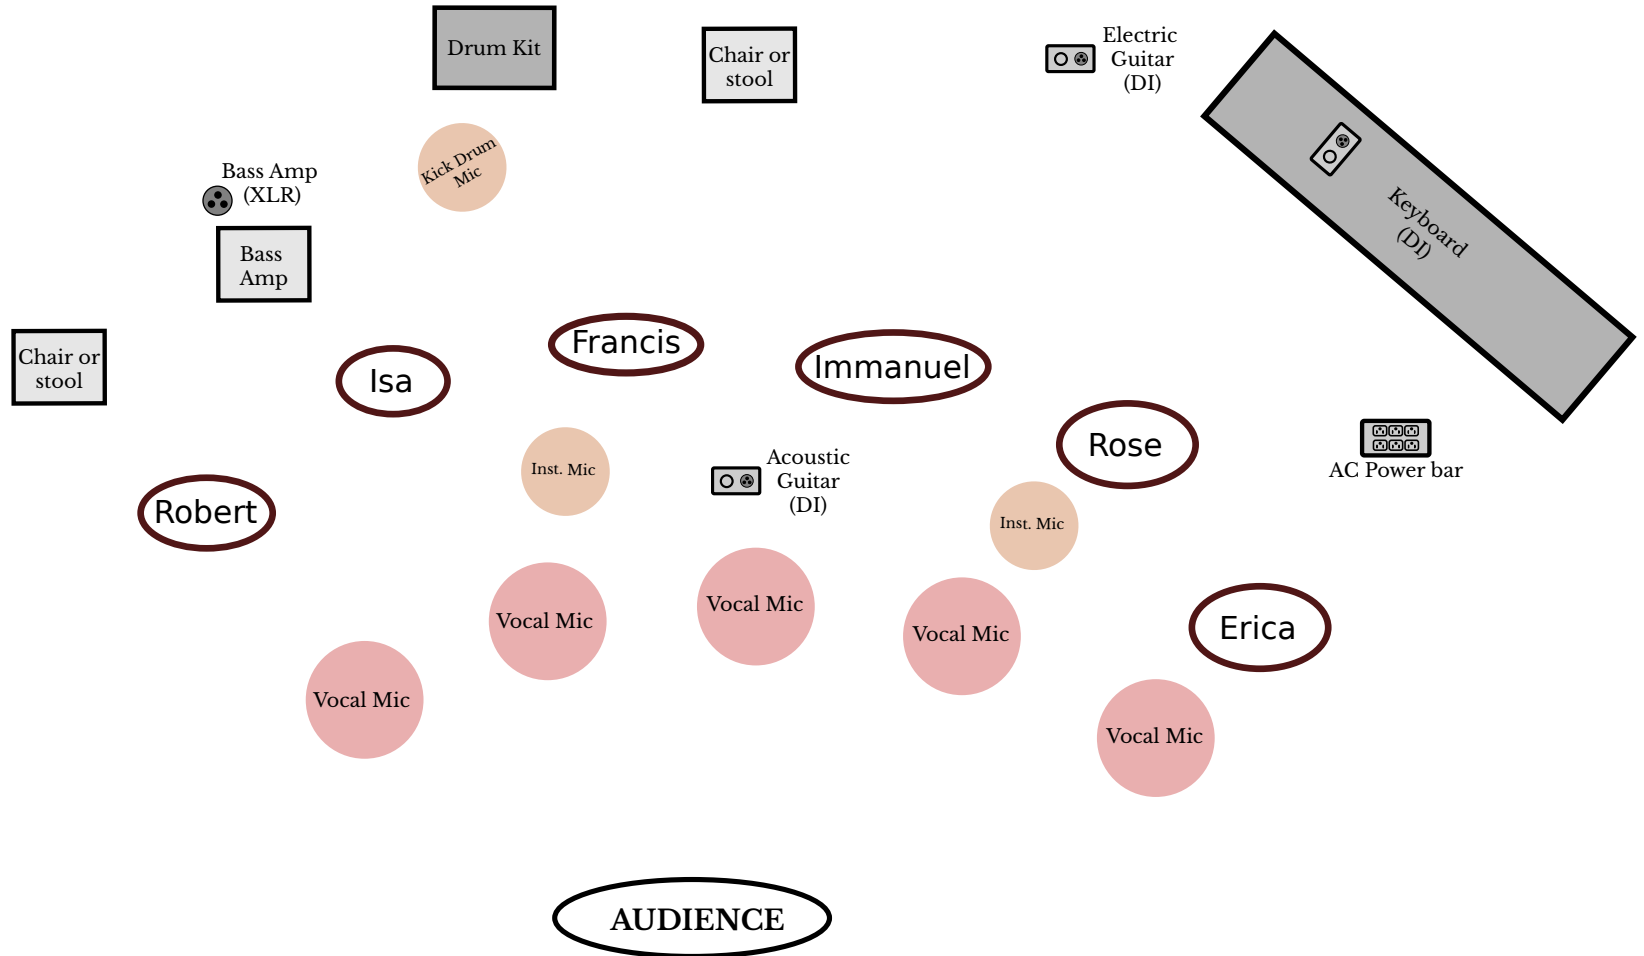 Drum Kit
Chair or
stool
Electric
Guitar
(DI)
Kick Drum
Mic
Bass Amp
(XLR)
Bass
Amp
Keyboard
(DI)
Chair or
stool
Isa
Francis
Immanuel
Rose
AC Power bar
Inst. Mic
Acoustic
Guitar
(DI)
Robert
Inst. Mic
Vocal Mic
Vocal Mic
Vocal Mic
Erica
Vocal Mic
Vocal Mic
AUDIENCE